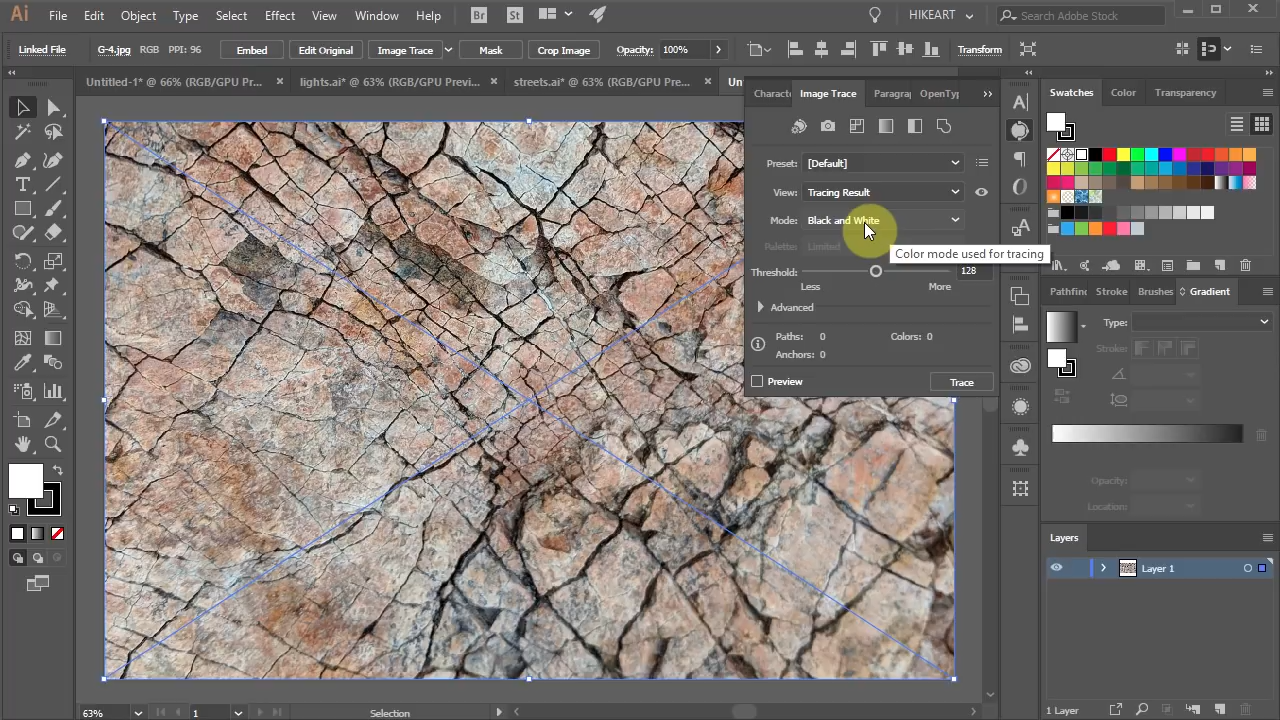 Ai File Edit Object Type Select Effect View Window Help Br St HIKEART Search Adobe Stock
Linked File G-4.jpg RGB PPI: 96 Embed Edit Original Image Trace Mask Crop Image Opacity: 100% Transform
Untitled-1* @ 66% (RGB/GPU Pr... lights.ai* @ 63% (RGB/GPU Previ... streets.ai* @ 63% (RGB/GPU Pre... Un
Characte Image Trace Paragra OpenTyp
Preset: [Default]
View: Tracing Result
Mode: Black and White
Color mode used for tracing
Palette: Limited
Threshold: 128
Less More
Advanced
Paths: 0 Colors: 0
Anchors: 0
Preview Trace
Swatches Color Transparency
Pathfin Stroke Brushes Gradient
Type:
Stroke:
Opacity:
Location:
Layers
Layer 1
1 Layer
63% 1 Selection